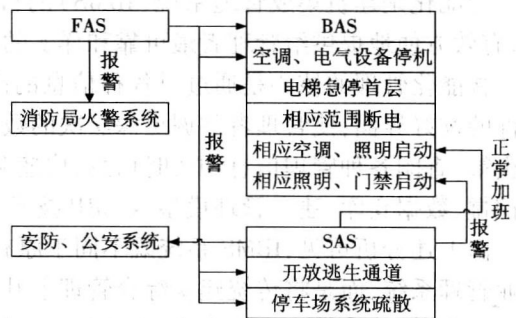 FAS
BAS
报警
空调、电气设备停机
电梯急停首层
消防局火警系统
相应范围断电
报警
相应空调、照明启动
正常加班
相应照明、门禁启动
安防、公安系统
SAS
报警
开放逃生通道
停车场系统疏散